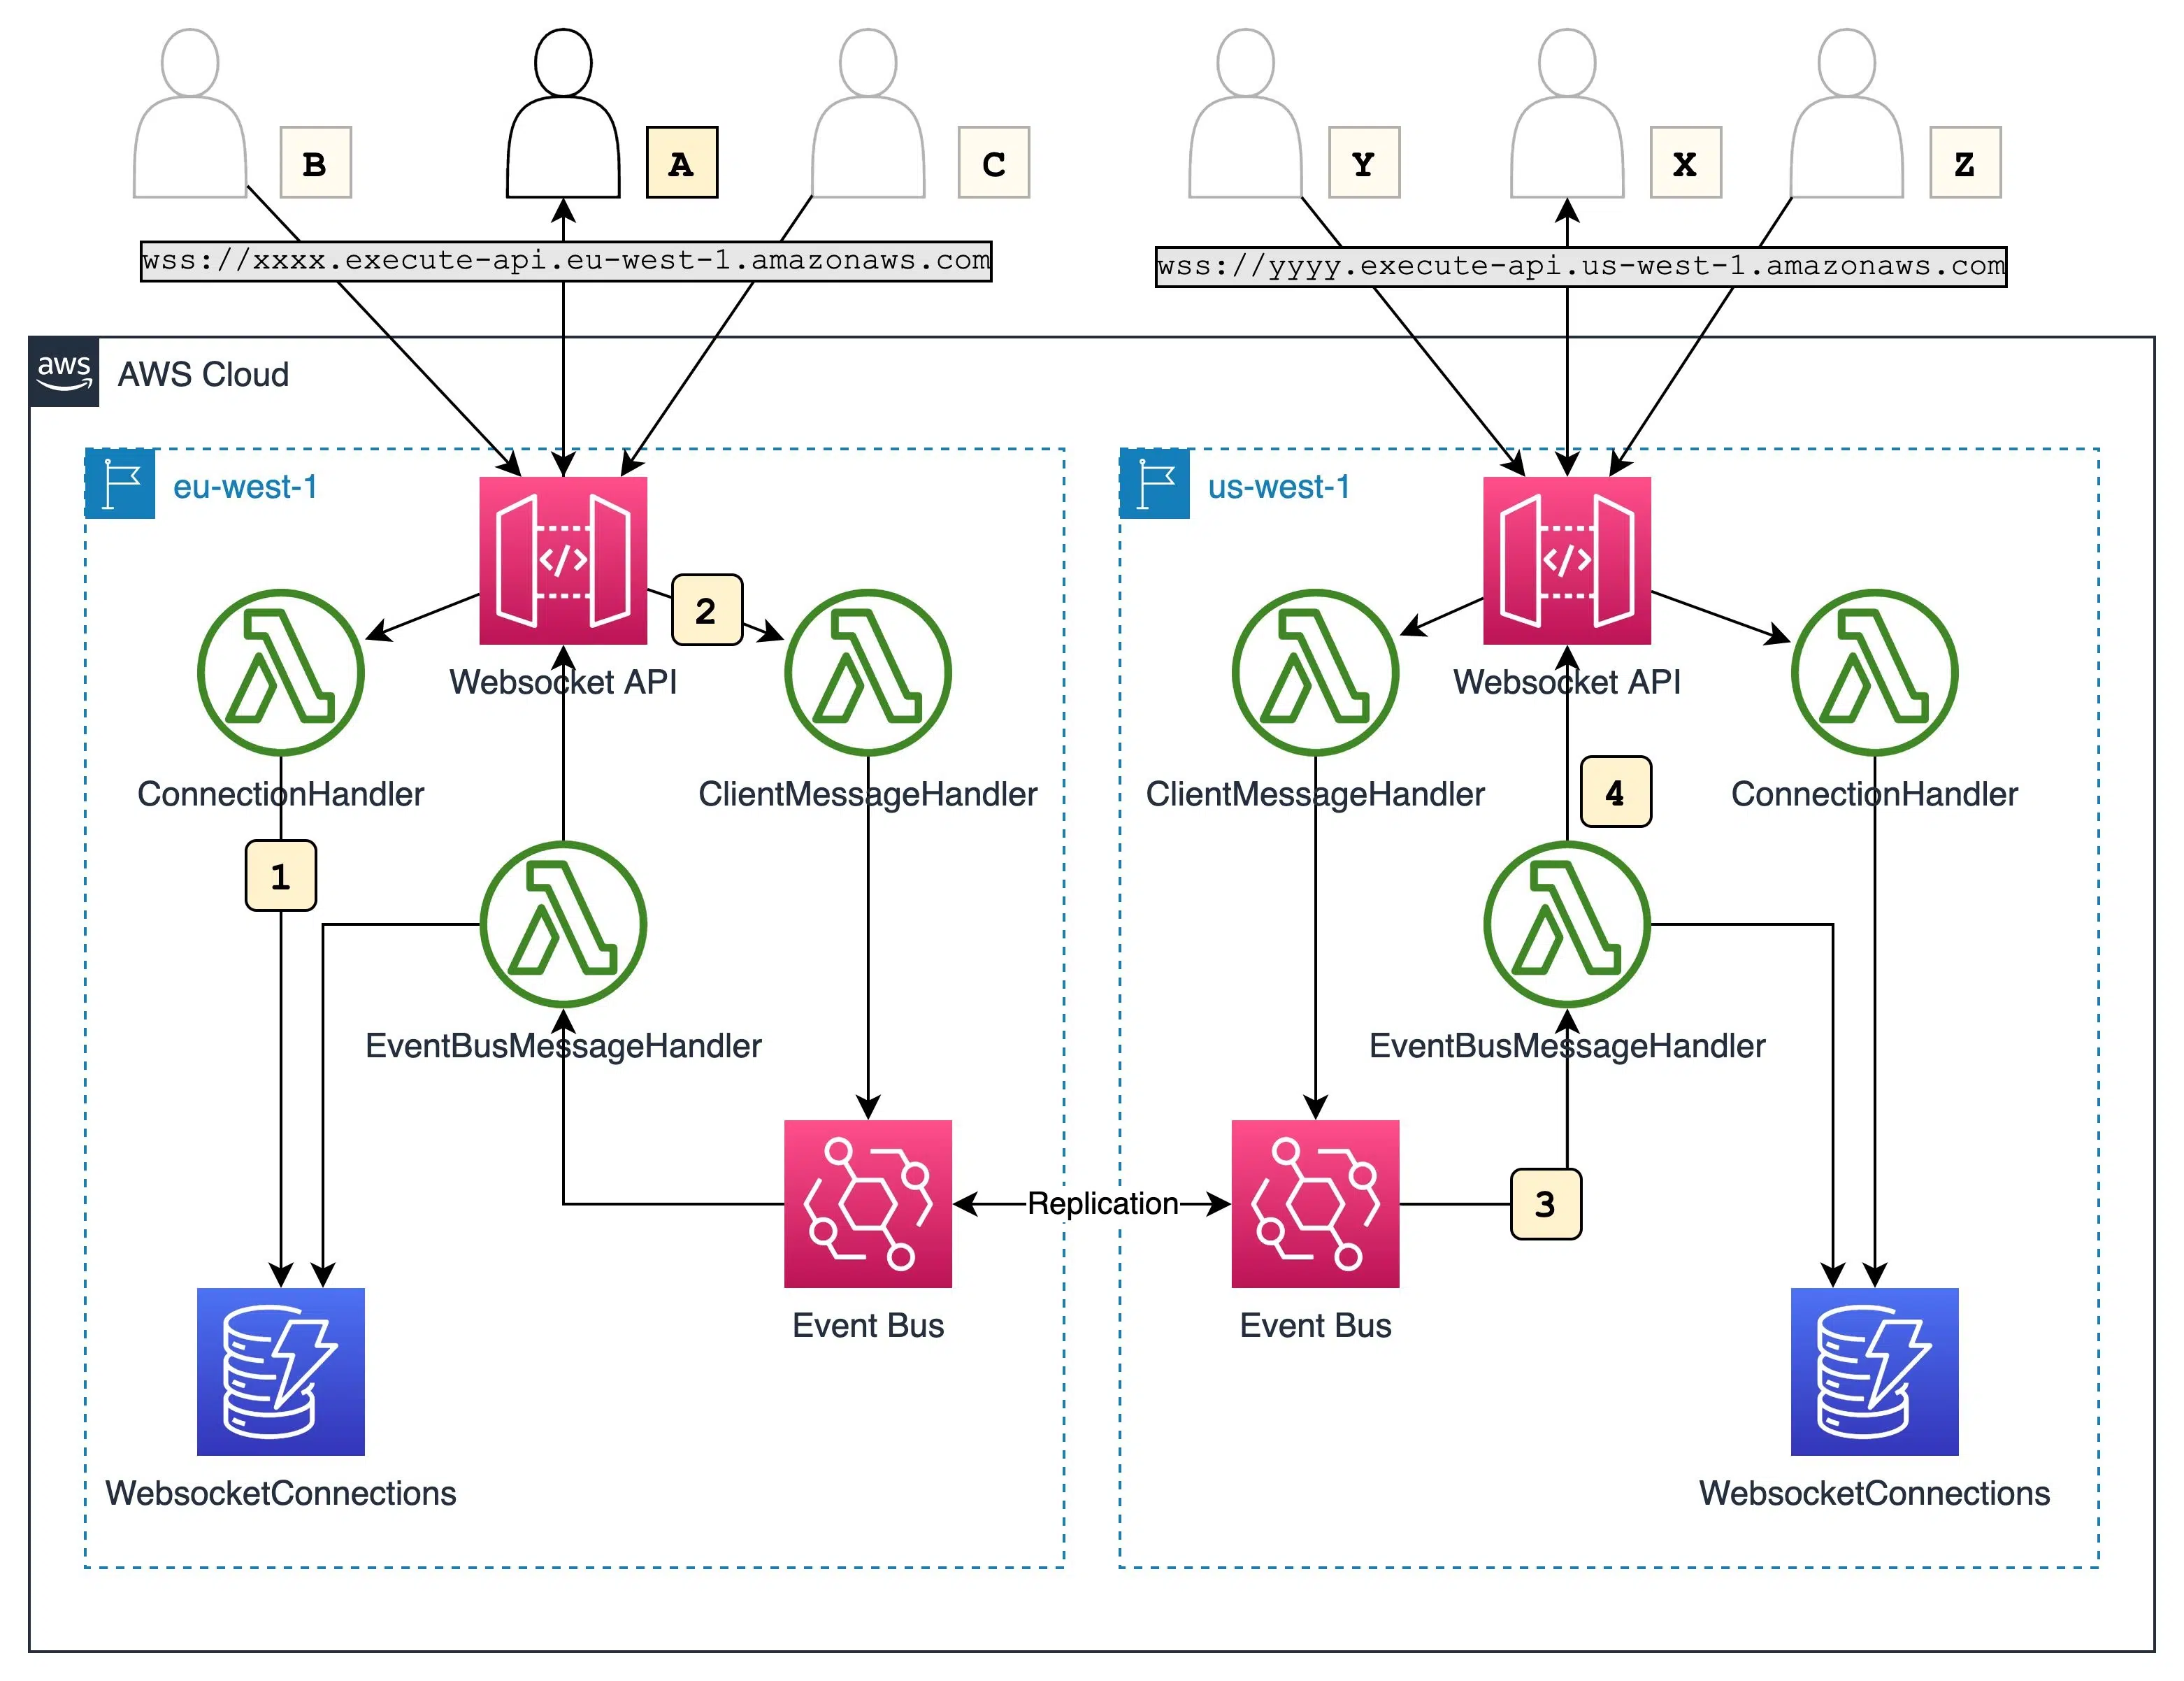 B
A
C
Y
X
Z
wss://xxxx.execute-api.eu-west-1.amazonaws.com
wss://yyyy.execute-api.us-west-1.amazonaws.com
aws
AWS Cloud
eu-west-1
us-west-1
</>
</>
2
Websocket API
Websocket API
ConnectionHandler
ClientMessageHandler
ClientMessageHandler
4
ConnectionHandler
1
EventBusMessageHandler
EventBusMessageHandler
Replication
3
Event Bus
Event Bus
WebsocketConnections
WebsocketConnections